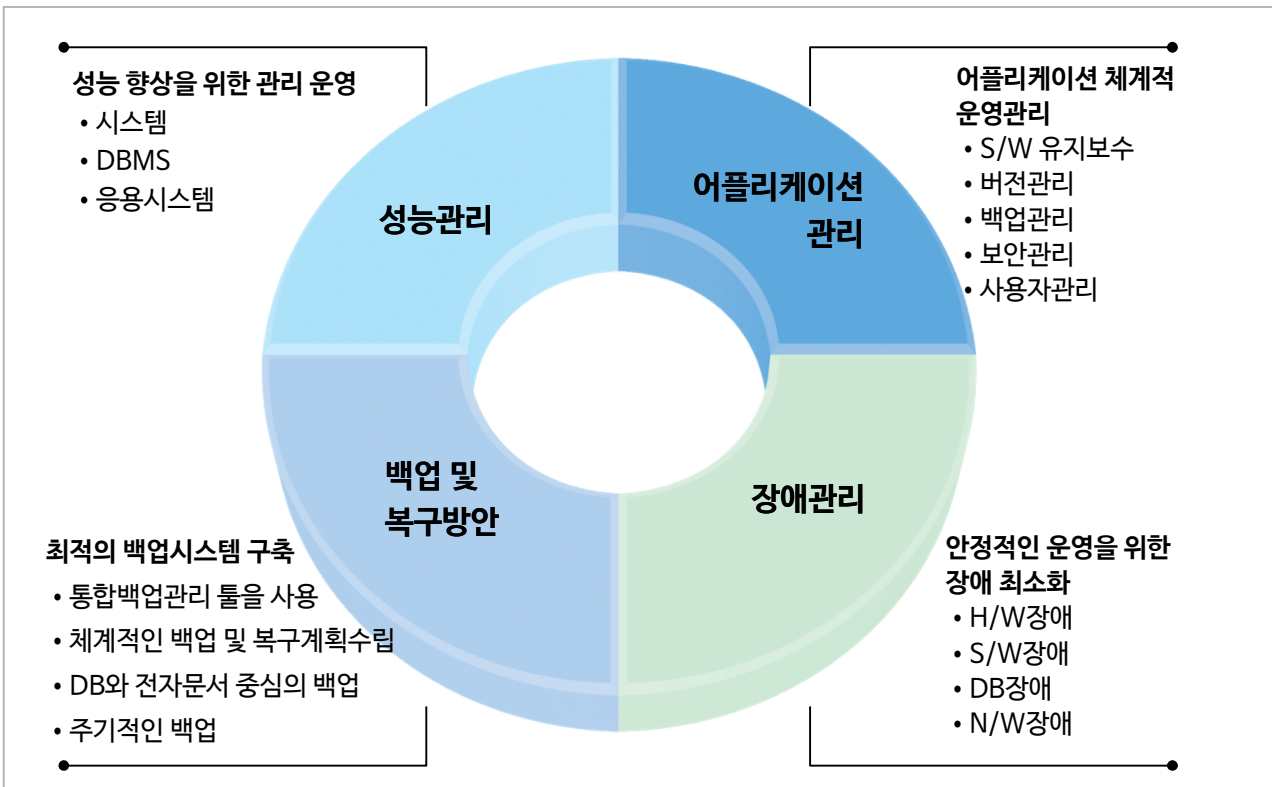 성능 향상을 위한 관리 운영
• 시스템
• DBMS
• 응용시스템
성능관리
어플리케이션
관리
어플리케이션 체계적
운영관리
• S/W 유지보수
• 버전관리
• 백업관리
• 보안관리
• 사용자관리
백업 및
복구방안
최적의 백업시스템 구축
• 통합백업관리 툴을 사용
• 체계적인 백업 및 복구계획수립
• DB와 전자문서 중심의 백업
• 주기적인 백업
장애관리
안정적인 운영을 위한
장애 최소화
• H/W장애
• S/W장애
• DB장애
• N/W장애